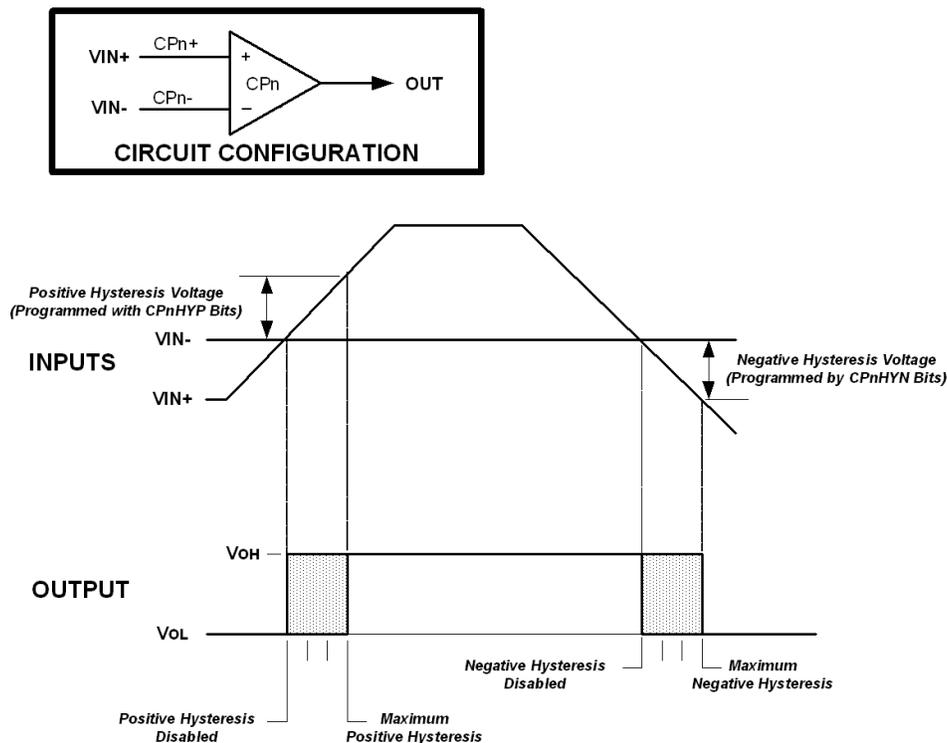 VIN+
CPn+
+
CPn
OUT
VIN-
CPn-
–
CIRCUIT CONFIGURATION
Positive Hysteresis Voltage
(Programmed with CPnHYP Bits)
VIN-
INPUTS
Negative Hysteresis Voltage
(Programmed by CPnHYN Bits)
VIN+
VOH
OUTPUT
VOL
Negative Hysteresis
Disabled
Maximum
Negative Hysteresis
Positive Hysteresis
Disabled
Maximum
Positive Hysteresis